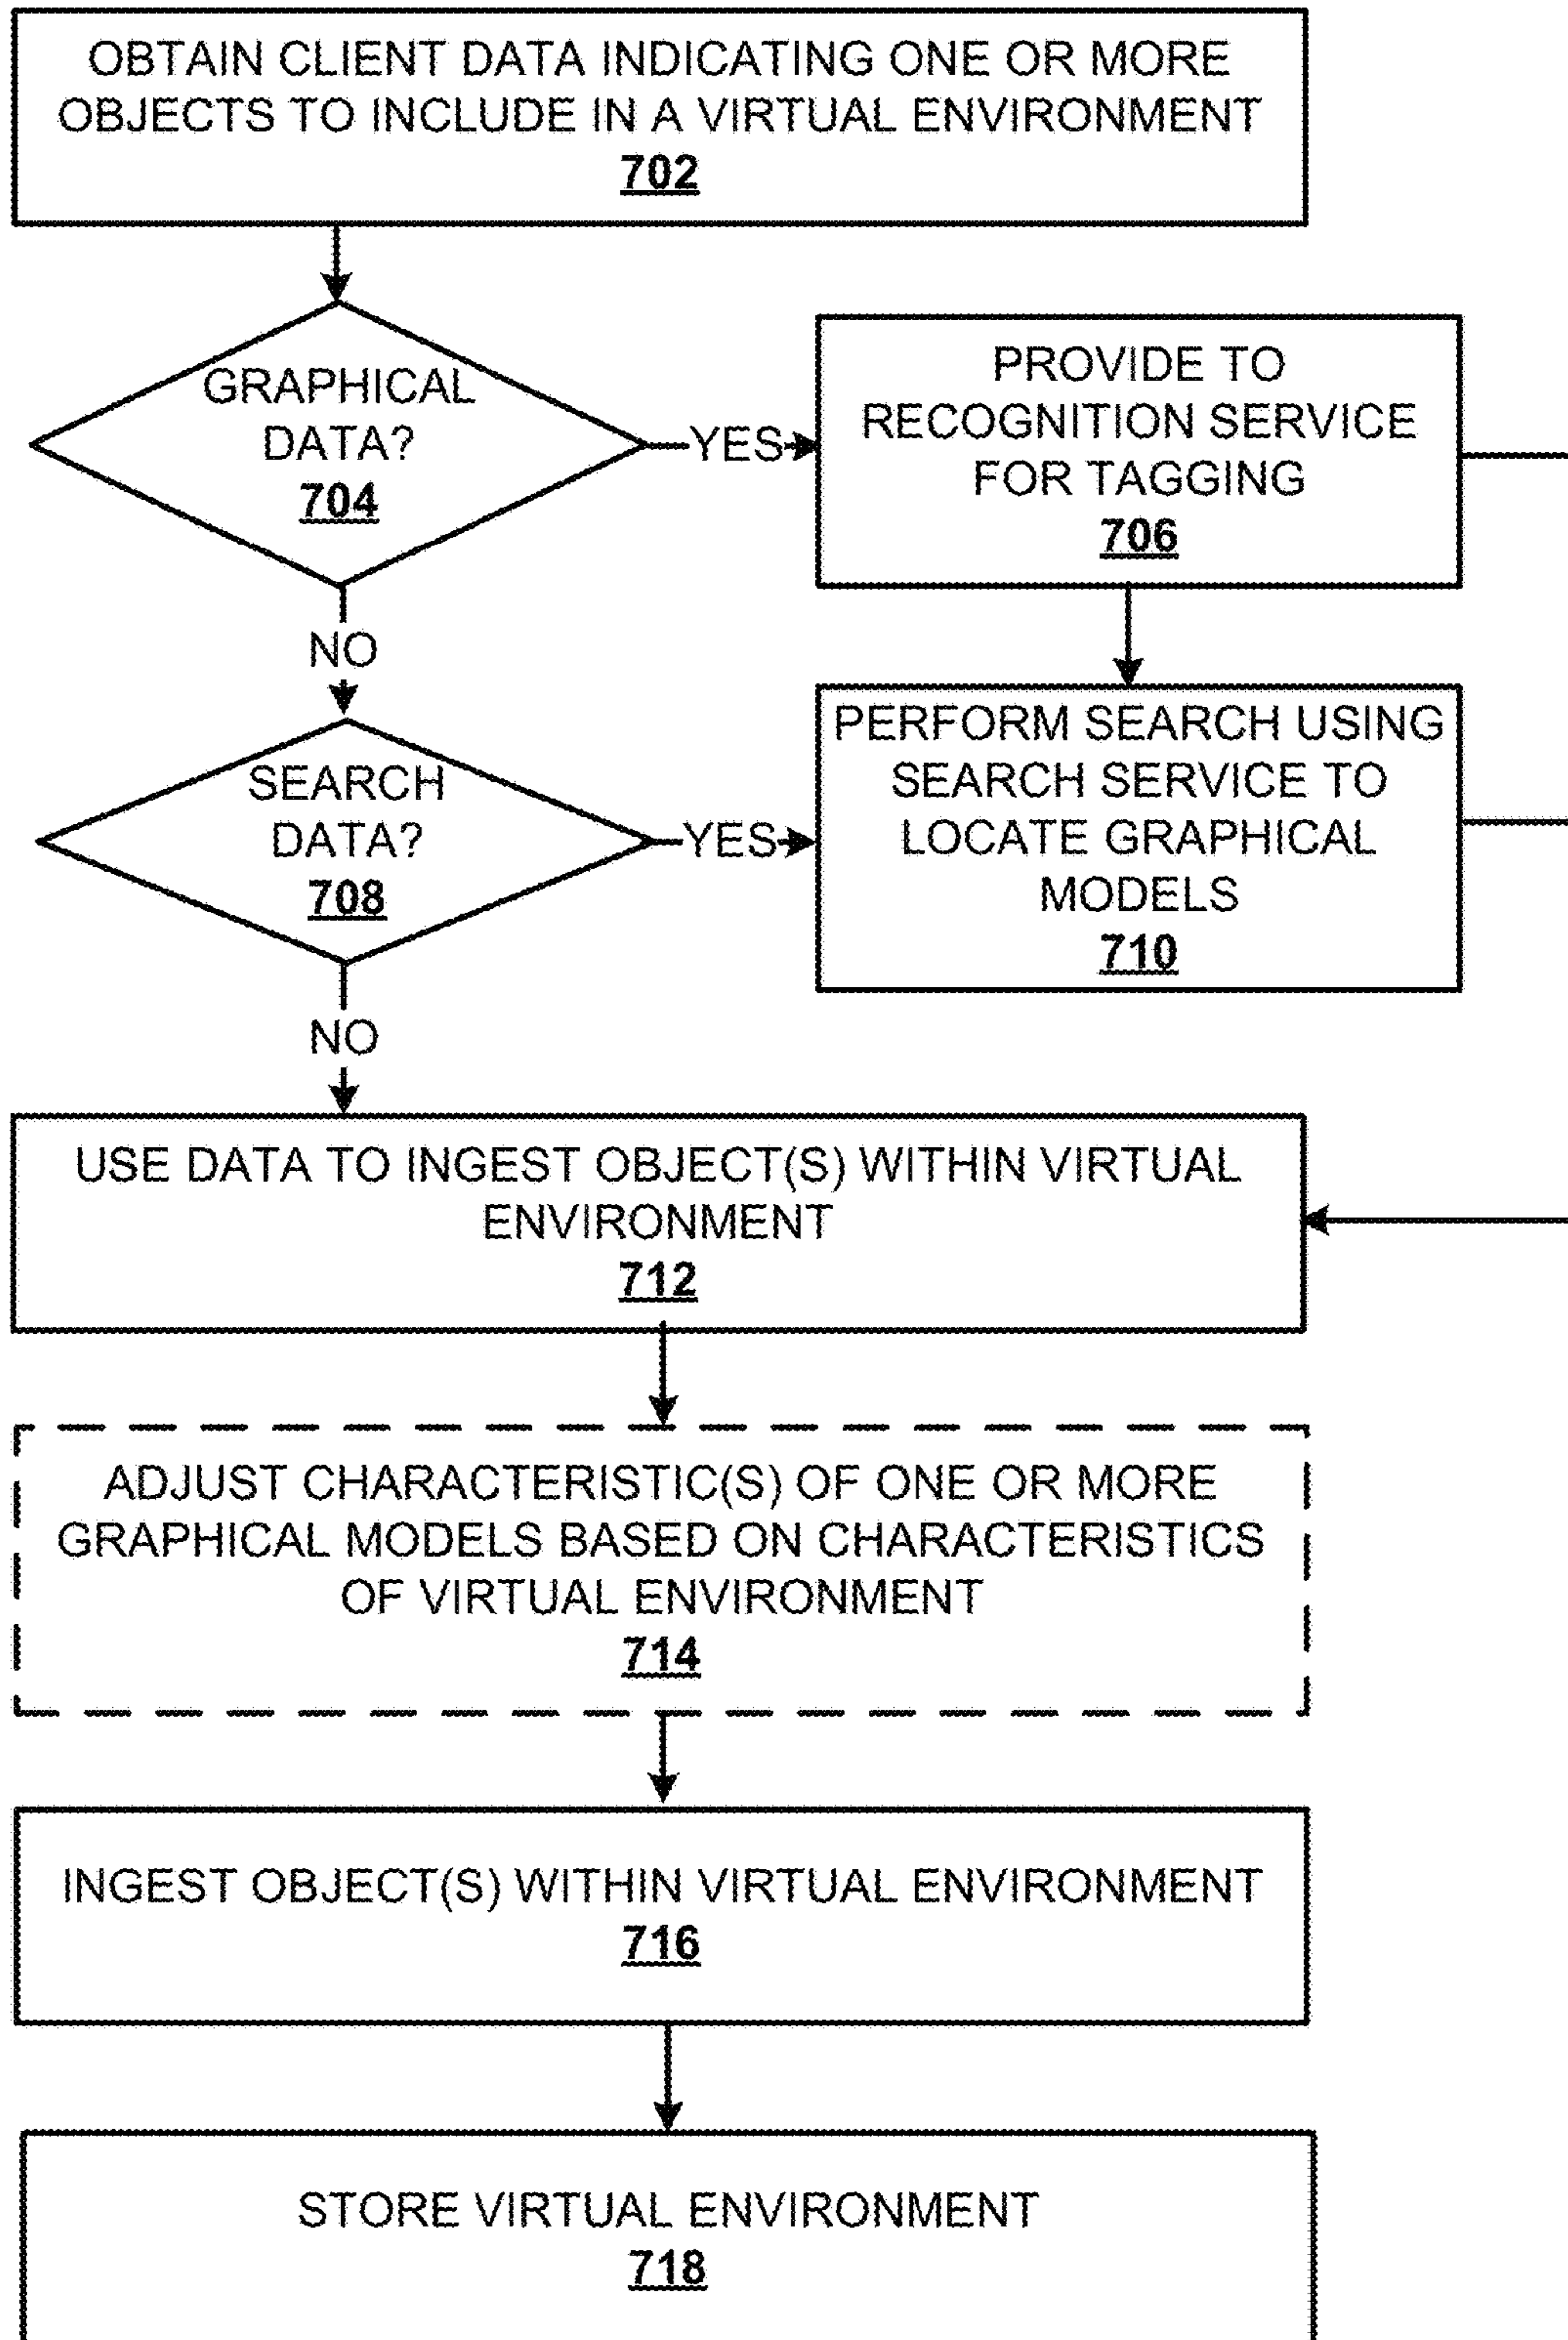 OBTAIN CLIENT DATA INDICATING ONE OR MORE
OBJECTS TO INCLUDE IN A VIRTUAL ENVIRONMENT
702
GRAPHICAL
DATA?
704
YES
PROVIDE TO
RECOGNITION SERVICE
FOR TAGGING
706
NO
SEARCH
DATA?
708
YES
PERFORM SEARCH USING
SEARCH SERVICE TO
LOCATE GRAPHICAL
MODELS
710
NO
USE DATA TO INGEST OBJECT(S) WITHIN VIRTUAL
ENVIRONMENT
712
ADJUST CHARACTERISTIC(S) OF ONE OR MORE
GRAPHICAL MODELS BASED ON CHARACTERISTICS
OF VIRTUAL ENVIRONMENT
714
INGEST OBJECT(S) WITHIN VIRTUAL ENVIRONMENT
716
STORE VIRTUAL ENVIRONMENT
718